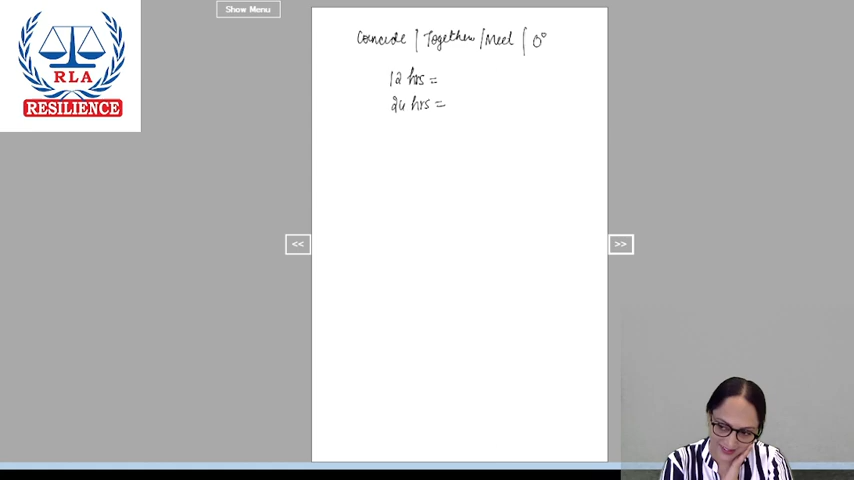 Show Menu
RLA
RESILIENCE
Coincide | Together | Meet | 0°
12 hrs =
24 hrs =
<<
>>